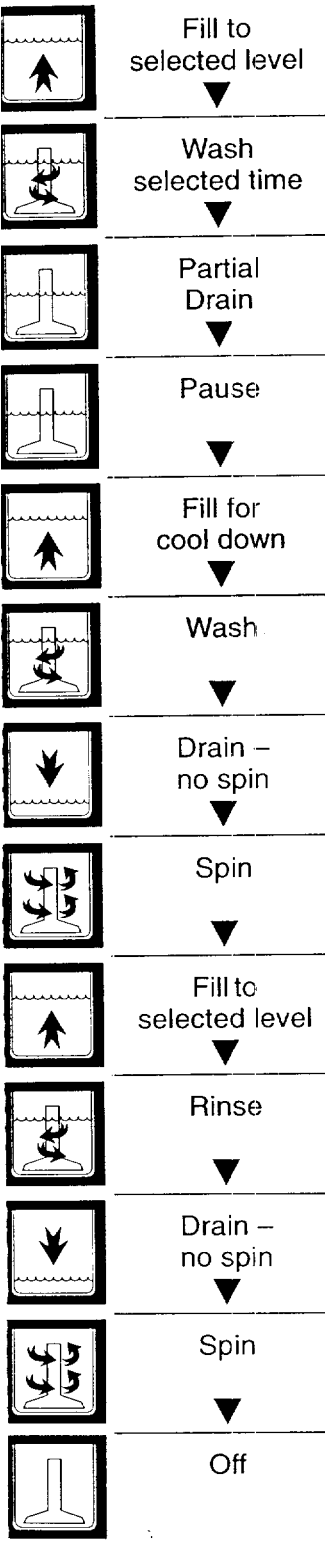 Fill to
selected level
Wash
selected time
Partial
Drain
Pause
Fill for
cool down
Wash
Drain –
no spin
Spin
Fill to
selected level
Rinse
Drain –
no spin
Spin
Off